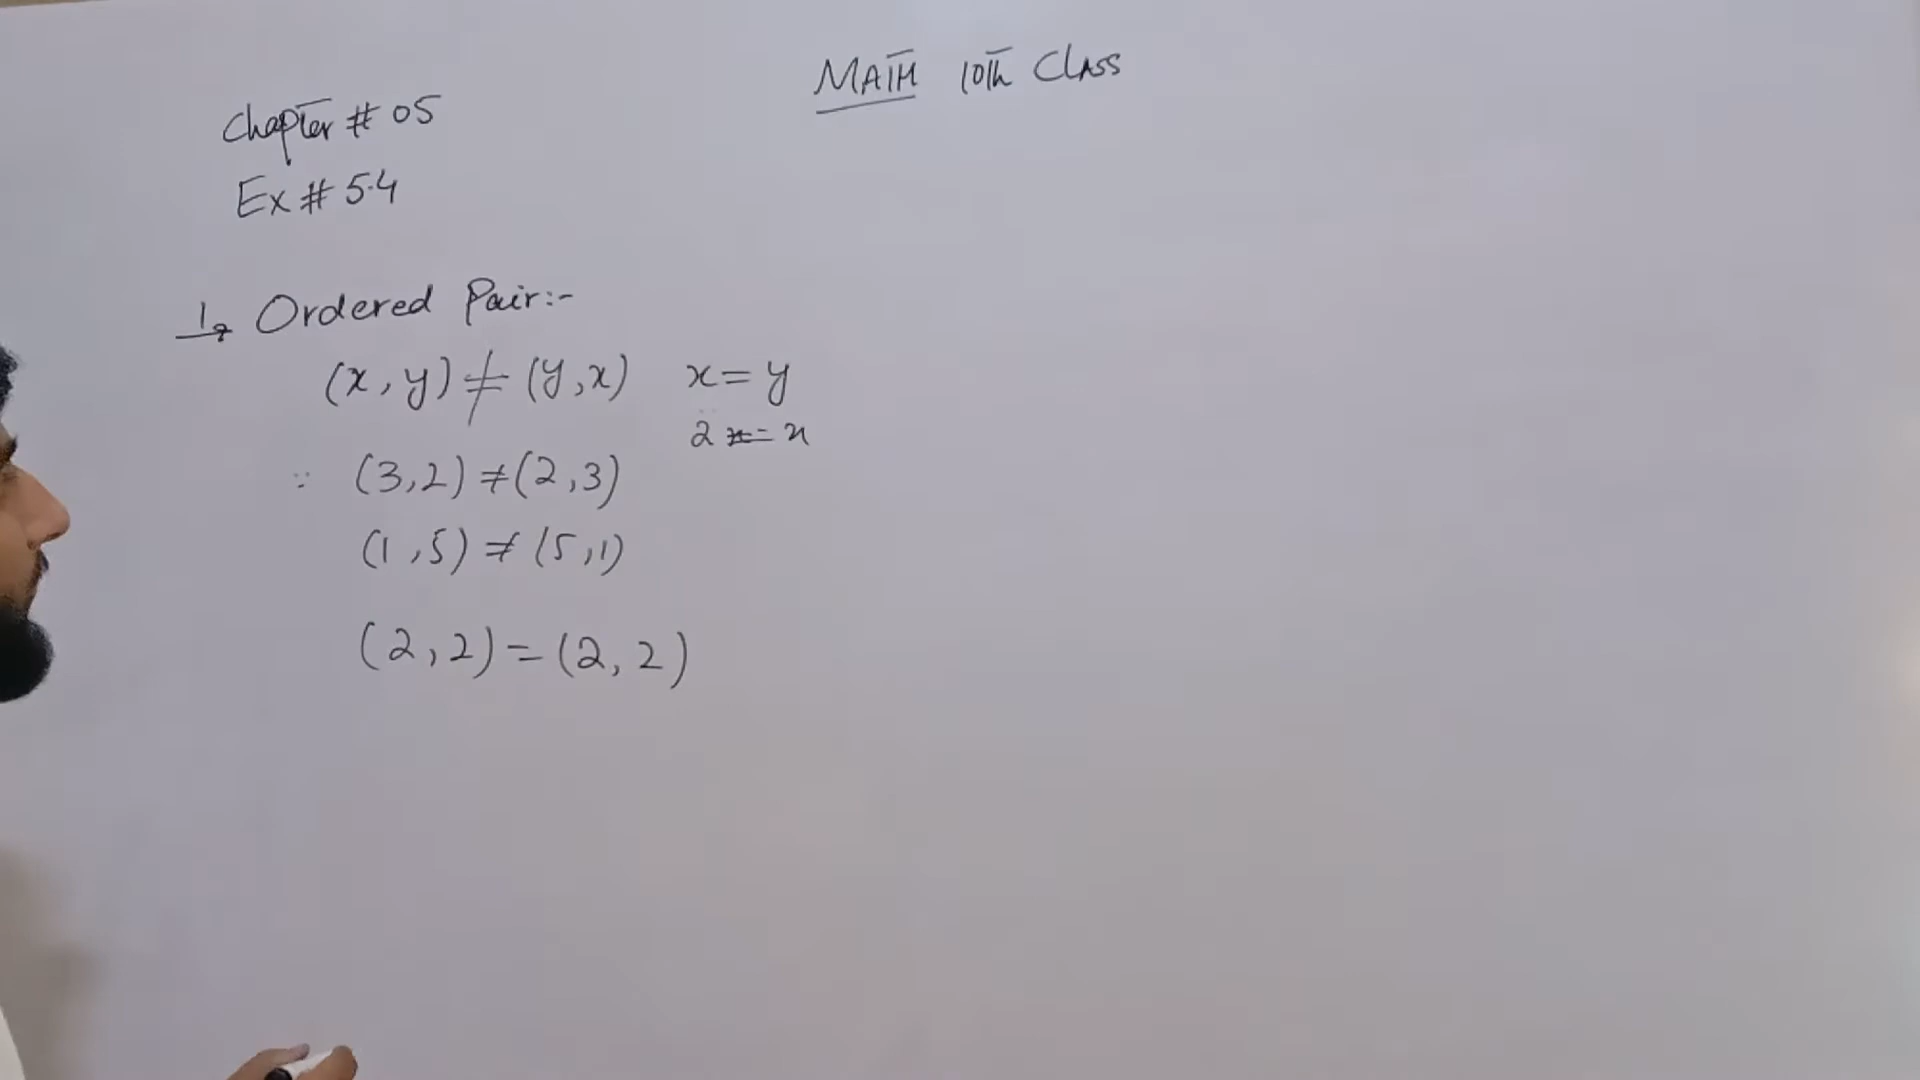 MATH 10th Class
Chapter # 05
Ex # 5.4
1, Ordered Pair:-
(x, y) ≠ (y, x) x = y
2 = x
∵ (3,2) ≠ (2,3)
(1,5) ≠ (5,1)
(2,2) = (2,2)